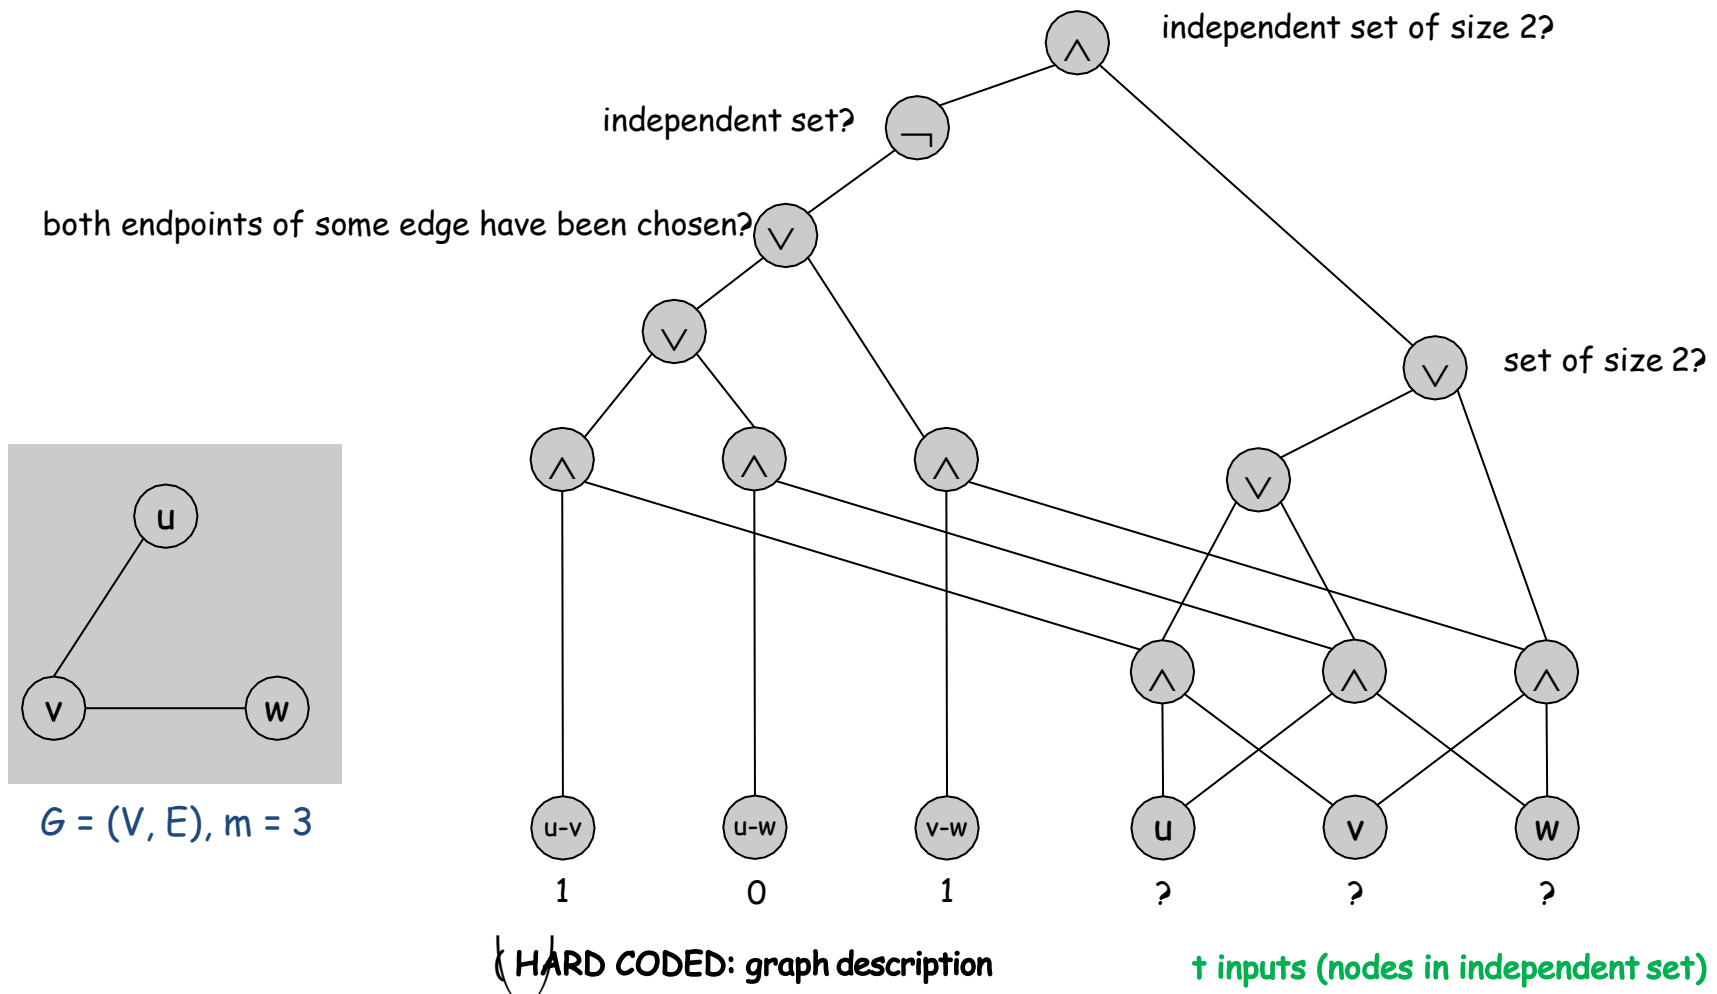 independent set of size 2?
∧
independent set?
¬
both endpoints of some edge have been chosen?
∨
∨
∨
set of size 2?
∧ ∧ ∧
∨
u
v w
∧ ∧ ∧
G = (V, E), m = 3
u-v u-w v-w u v w
1 0 1 ? ? ?
HARD CODED: graph description
t inputs (nodes in independent set)